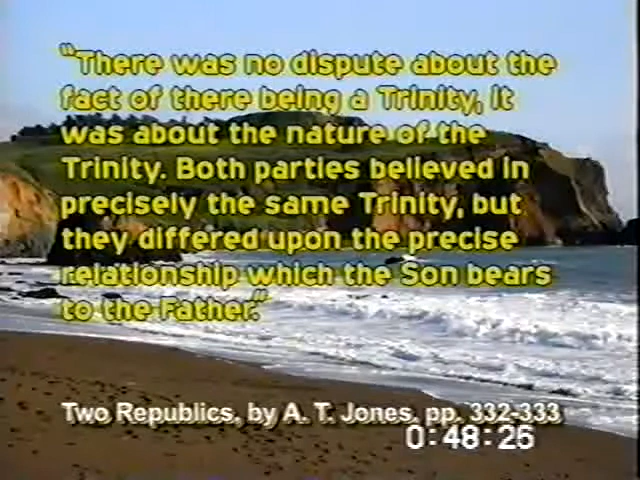 “There was no dispute about the
fact of there being a Trinity, it
was about the nature of the
Trinity. Both parties believed in
precisely the same Trinity, but
they differed upon the precise
relationship which the Son bears
to the Father.”
Two Republics, by A. T. Jones, pp. 332-333
0:48:26